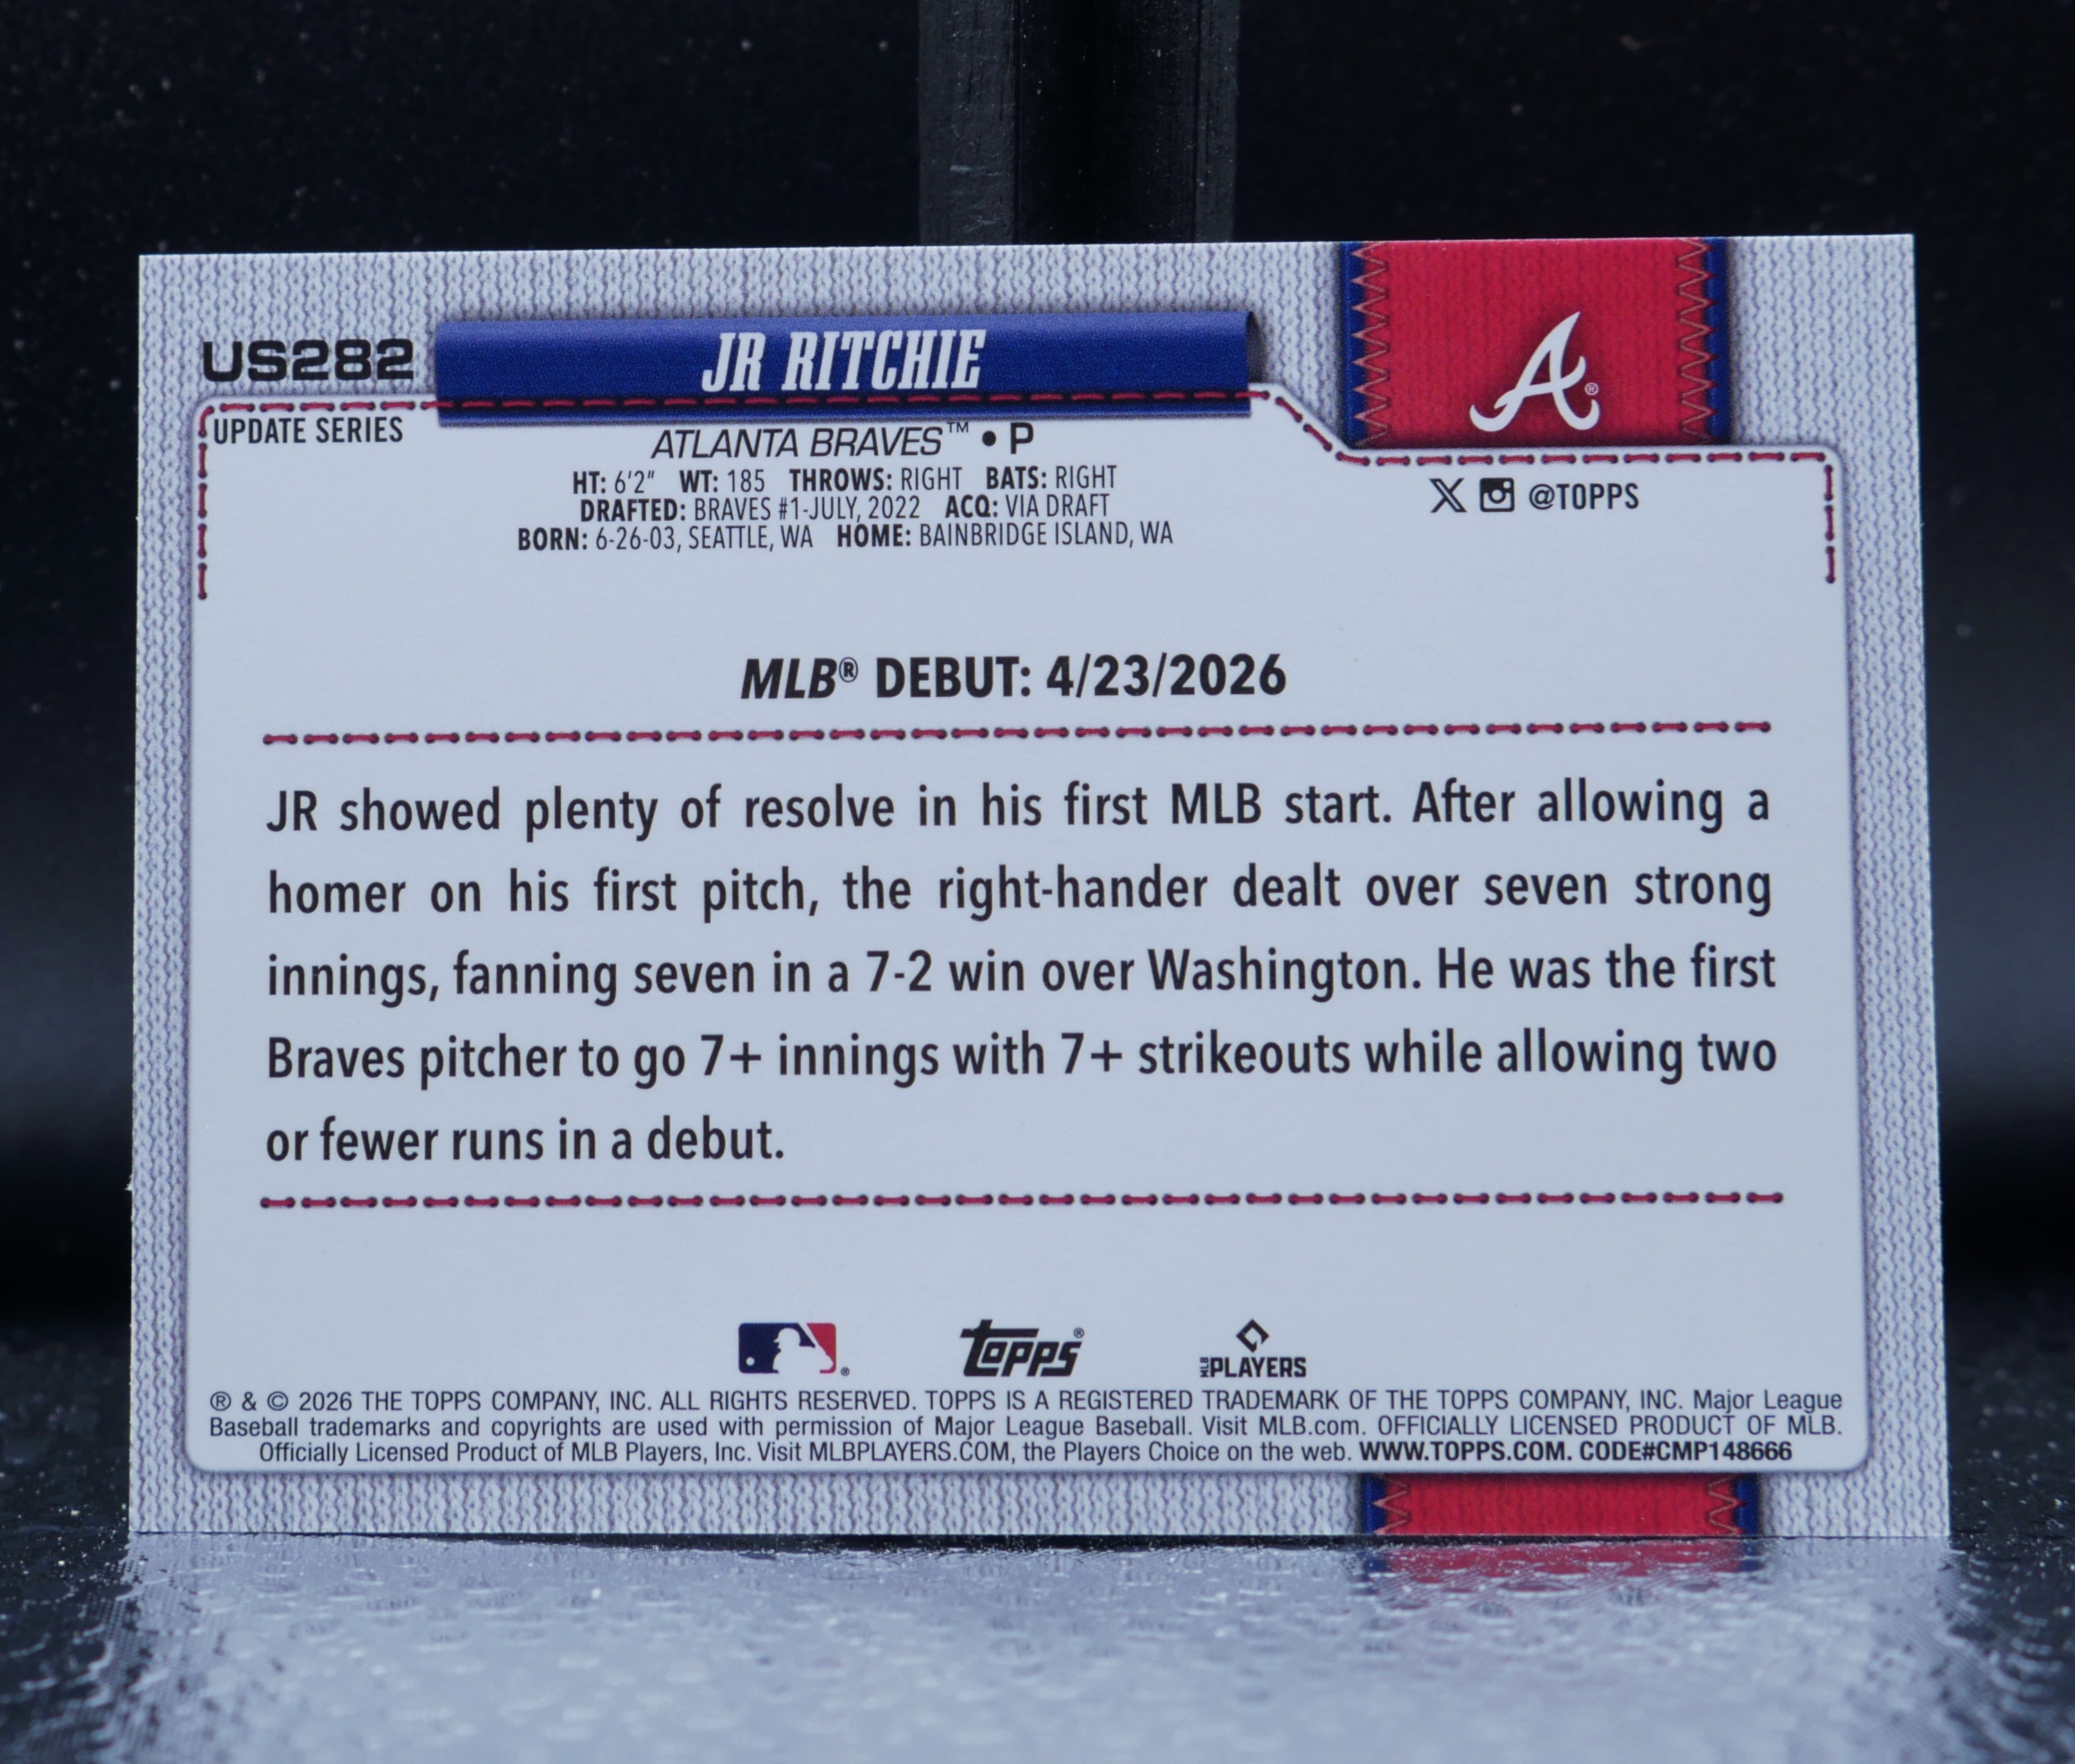 US282
JR RITCHIE
A®
UPDATE SERIES
ATLANTA BRAVES™ • P
HT: 6'2" WT: 185 THROWS: RIGHT BATS: RIGHT
DRAFTED: BRAVES #1-JULY, 2022 ACQ: VIA DRAFT
BORN: 6-26-03, SEATTLE, WA HOME: BAINBRIDGE ISLAND, WA
X @TOPPS
MLB® DEBUT: 4/23/2026
JR showed plenty of resolve in his first MLB start. After allowing a
homer on his first pitch, the right-hander dealt over seven strong
innings, fanning seven in a 7-2 win over Washington. He was the first
Braves pitcher to go 7+ innings with 7+ strikeouts while allowing two
or fewer runs in a debut.
® topps® MLB PLAYERS
® & © 2026 THE TOPPS COMPANY, INC. ALL RIGHTS RESERVED. TOPPS IS A REGISTERED TRADEMARK OF THE TOPPS COMPANY, INC. Major League
Baseball trademarks and copyrights are used with permission of Major League Baseball. Visit MLB.com. OFFICIALLY LICENSED PRODUCT OF MLB.
Officially Licensed Product of MLB Players, Inc. Visit MLBPLAYERS.COM, the Players Choice on the web. WWW.TOPPS.COM. CODE#CMP148666